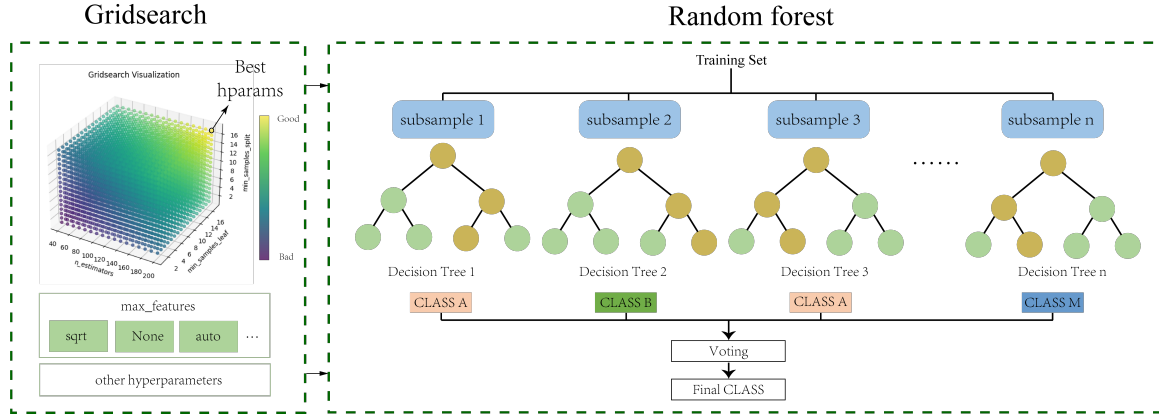 Gridsearch
Random forest
Gridsearch Visualization
Best
hparams
Good
Bad
16
14
12
10
8
6
4
2
min_samples_split
16
14
12
10
8
6
4
2
min_samples_leaf
40
60
80
100
120
140
160
180
200
n_estimators
max_features
sqrt
None
auto
...
other hyperparameters
Training Set
subsample 1
subsample 2
subsample 3
subsample n
......
Decision Tree 1
Decision Tree 2
Decision Tree 3
Decision Tree n
CLASS A
CLASS B
CLASS A
CLASS M
Voting
Final CLASS